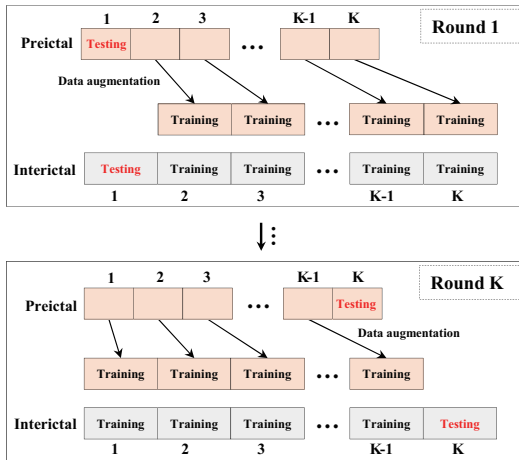 1 2 3 K-1 K
Round 1
Preictal Testing ...
Data augmentation
Training Training ... Training Training
Interictal Testing Training Training ... Training Training
1 2 3 K-1 K
1 2 3 K-1 K
Round K
Preictal ... Testing
Data augmentation
Training Training Training ... Training
Interictal Training Training Training ... Training Testing
1 2 3 K-1 K